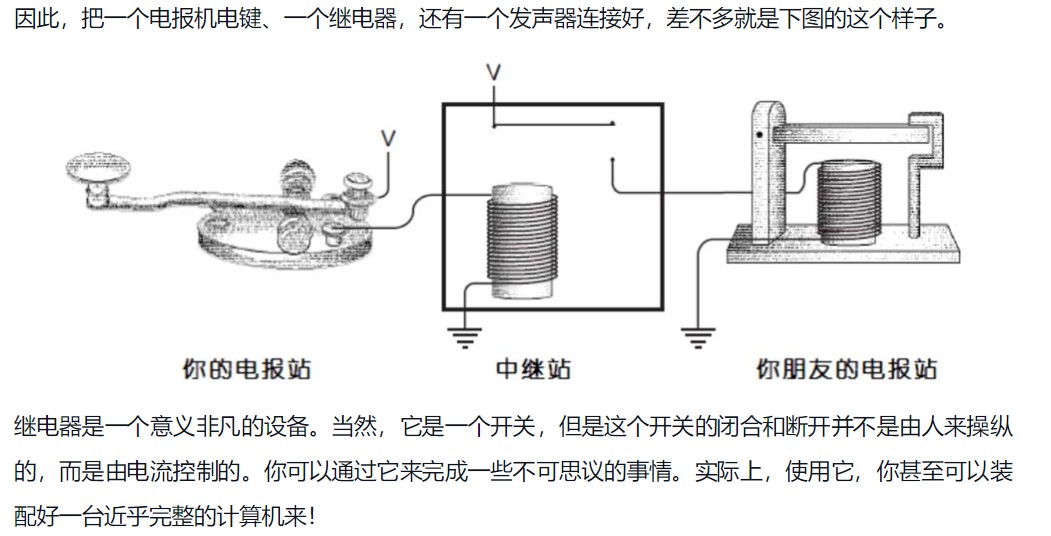 因此，把一个电报机电键、一个继电器，还有一个发声器连接好，差不多就是下图的这个样子。
V
V
你的电报站
中继站
你朋友的电报站
继电器是一个意义非凡的设备。当然，它是一个开关，但是这个开关的闭合和断开并不是由人来操纵
的，而是由电流控制的。你可以通过它来完成一些不可思议的事情。实际上，使用它，你甚至可以装
配好一台近乎完整的计算机来！